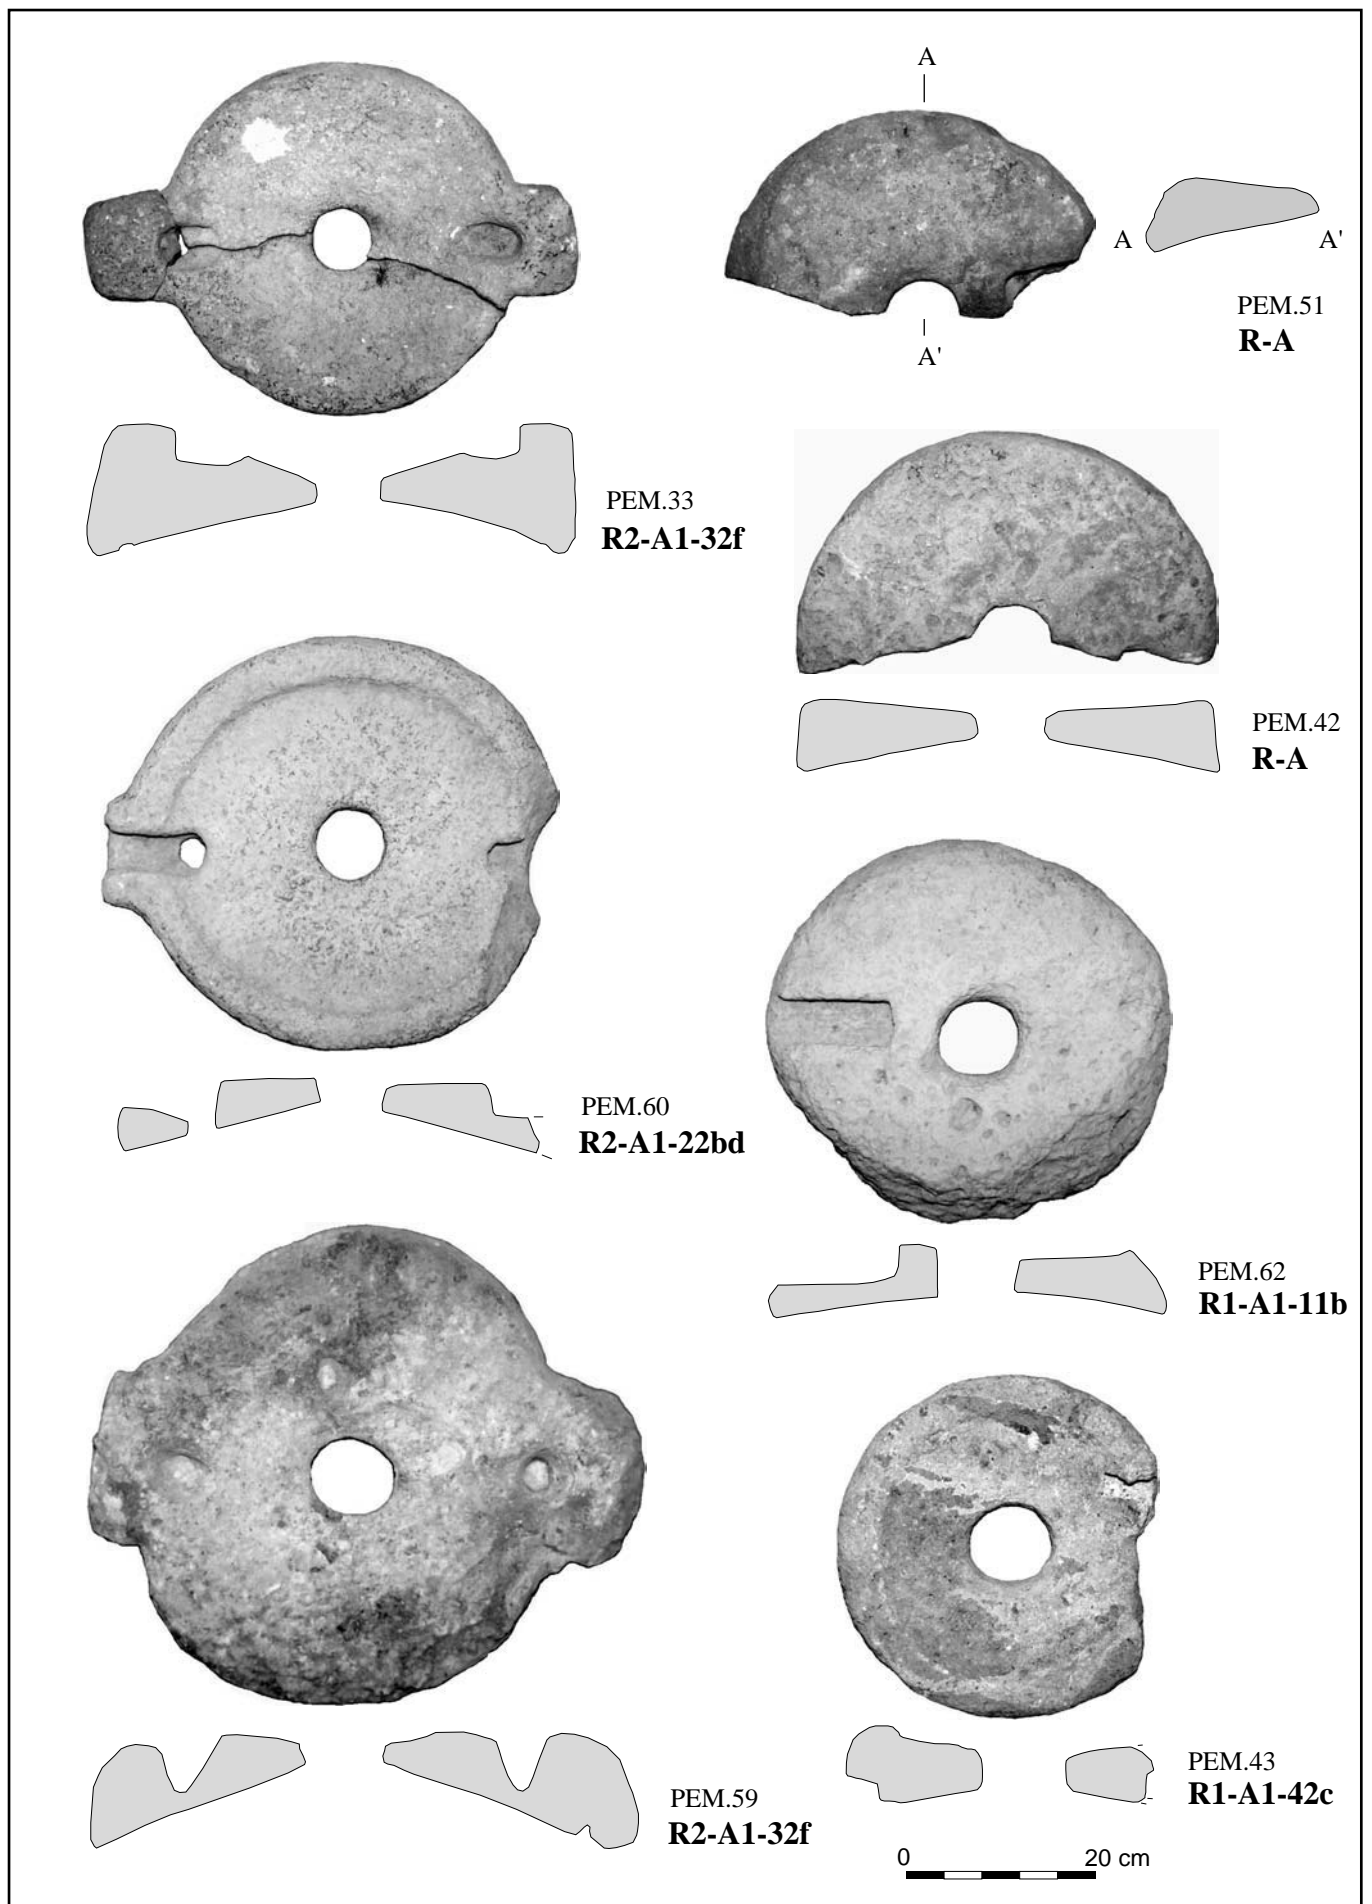 A
A
A'
PEM.51
R-A
A'
PEM.33
R2-A1-32f
PEM.42
R-A
PEM.60
R2-A1-22bd
PEM.62
R1-A1-11b
PEM.59
R2-A1-32f
PEM.43
R1-A1-42c
0 20 cm